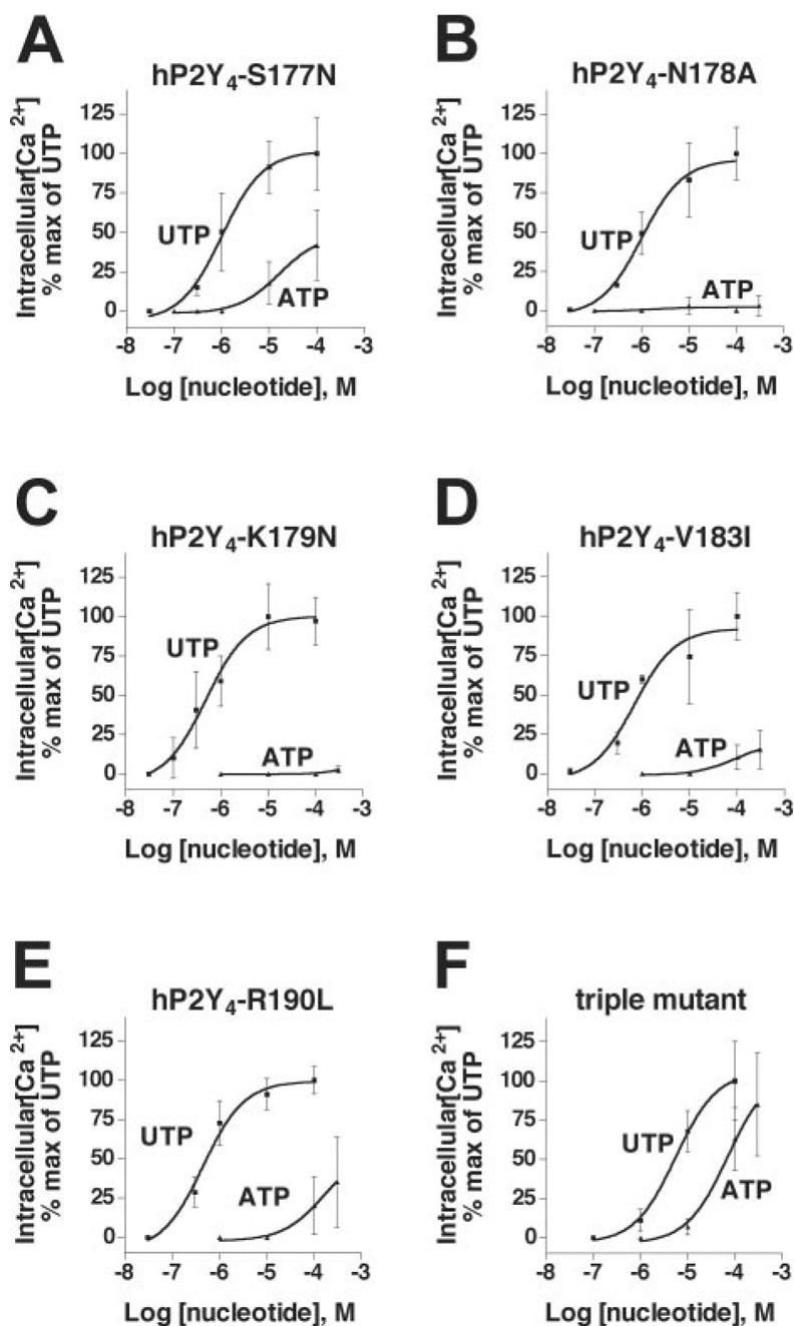 A
hP2Y₄-S177N
Intracellular[Ca²⁺]
% max of UTP
125
100
75
50
25
0
UTP
ATP
-8 -7 -6 -5 -4 -3
Log [nucleotide], M
B
hP2Y₄-N178A
Intracellular[Ca²⁺]
% max of UTP
125
100
75
50
25
0
UTP
ATP
-8 -7 -6 -5 -4 -3
Log [nucleotide], M
C
hP2Y₄-K179N
Intracellular[Ca²⁺]
% max of UTP
125
100
75
50
25
0
UTP
ATP
-8 -7 -6 -5 -4 -3
Log [nucleotide], M
D
hP2Y₄-V183I
Intracellular[Ca²⁺]
% max of UTP
125
100
75
50
25
0
UTP
ATP
-8 -7 -6 -5 -4 -3
Log [nucleotide], M
E
hP2Y₄-R190L
Intracellular[Ca²⁺]
% max of UTP
125
100
75
50
25
0
UTP
ATP
-8 -7 -6 -5 -4 -3
Log [nucleotide], M
F
triple mutant
Intracellular[Ca²⁺]
% max of UTP
125
100
75
50
25
0
UTP
ATP
-8 -7 -6 -5 -4 -3
Log [nucleotide], M